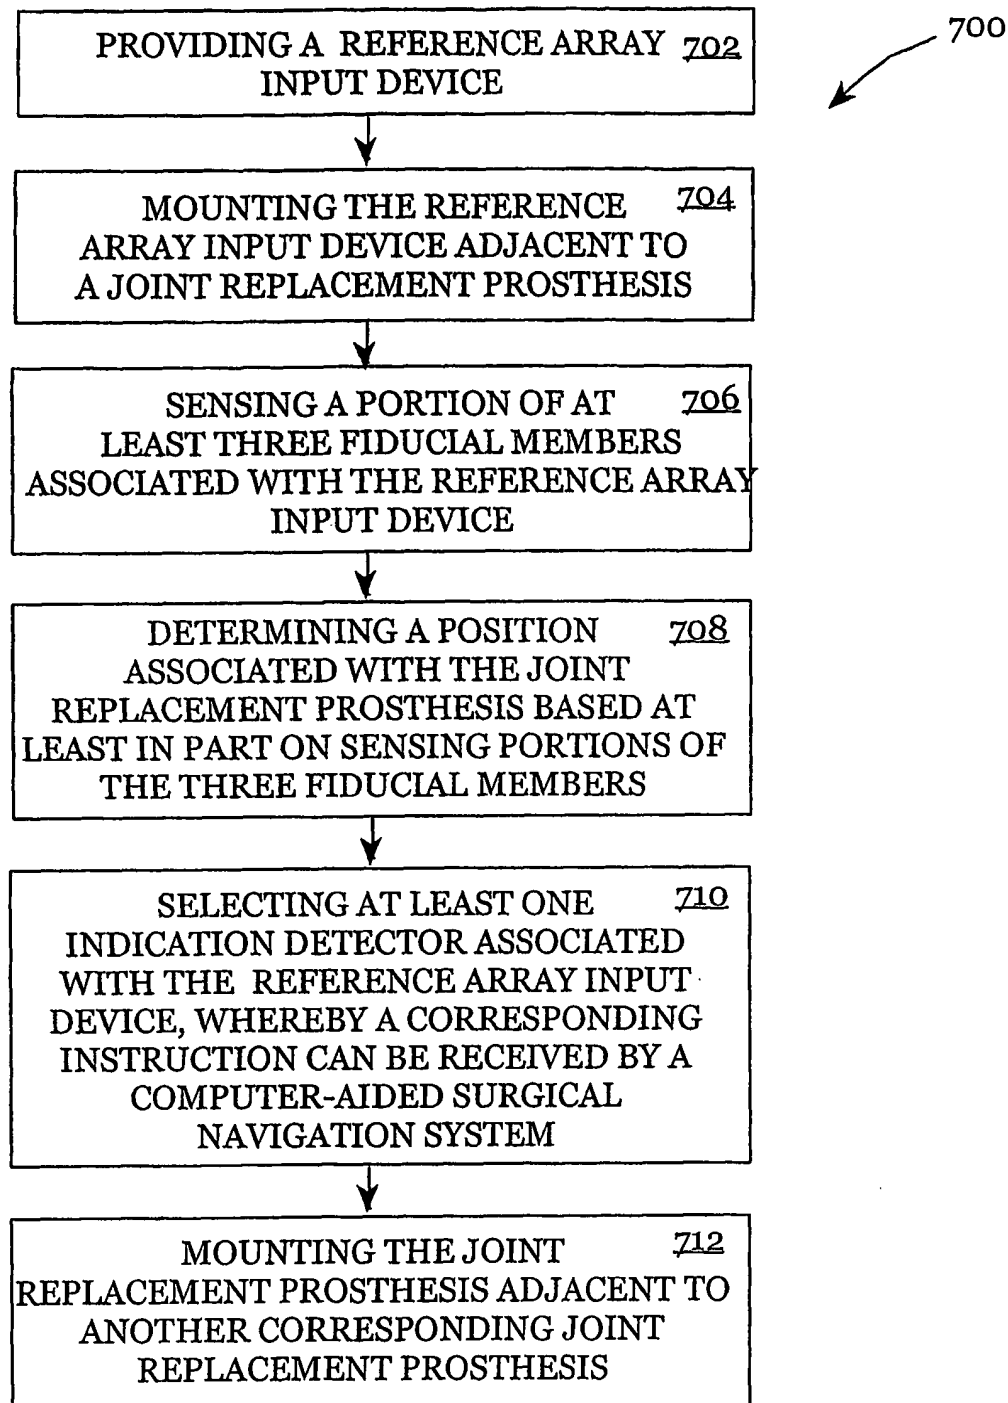 700
PROVIDING A REFERENCE ARRAY 702
INPUT DEVICE
MOUNTING THE REFERENCE 704
ARRAY INPUT DEVICE ADJACENT TO
A JOINT REPLACEMENT PROSTHESIS
SENSING A PORTION OF AT 706
LEAST THREE FIDUCIAL MEMBERS
ASSOCIATED WITH THE REFERENCE ARRAY
INPUT DEVICE
DETERMINING A POSITION 708
ASSOCIATED WITH THE JOINT
REPLACEMENT PROSTHESIS BASED AT
LEAST IN PART ON SENSING PORTIONS OF
THE THREE FIDUCIAL MEMBERS
SELECTING AT LEAST ONE 710
INDICATION DETECTOR ASSOCIATED
WITH THE REFERENCE ARRAY INPUT
DEVICE, WHEREBY A CORRESPONDING
INSTRUCTION CAN BE RECEIVED BY A
COMPUTER-AIDED SURGICAL
NAVIGATION SYSTEM
MOUNTING THE JOINT 712
REPLACEMENT PROSTHESIS ADJACENT TO
ANOTHER CORRESPONDING JOINT
REPLACEMENT PROSTHESIS